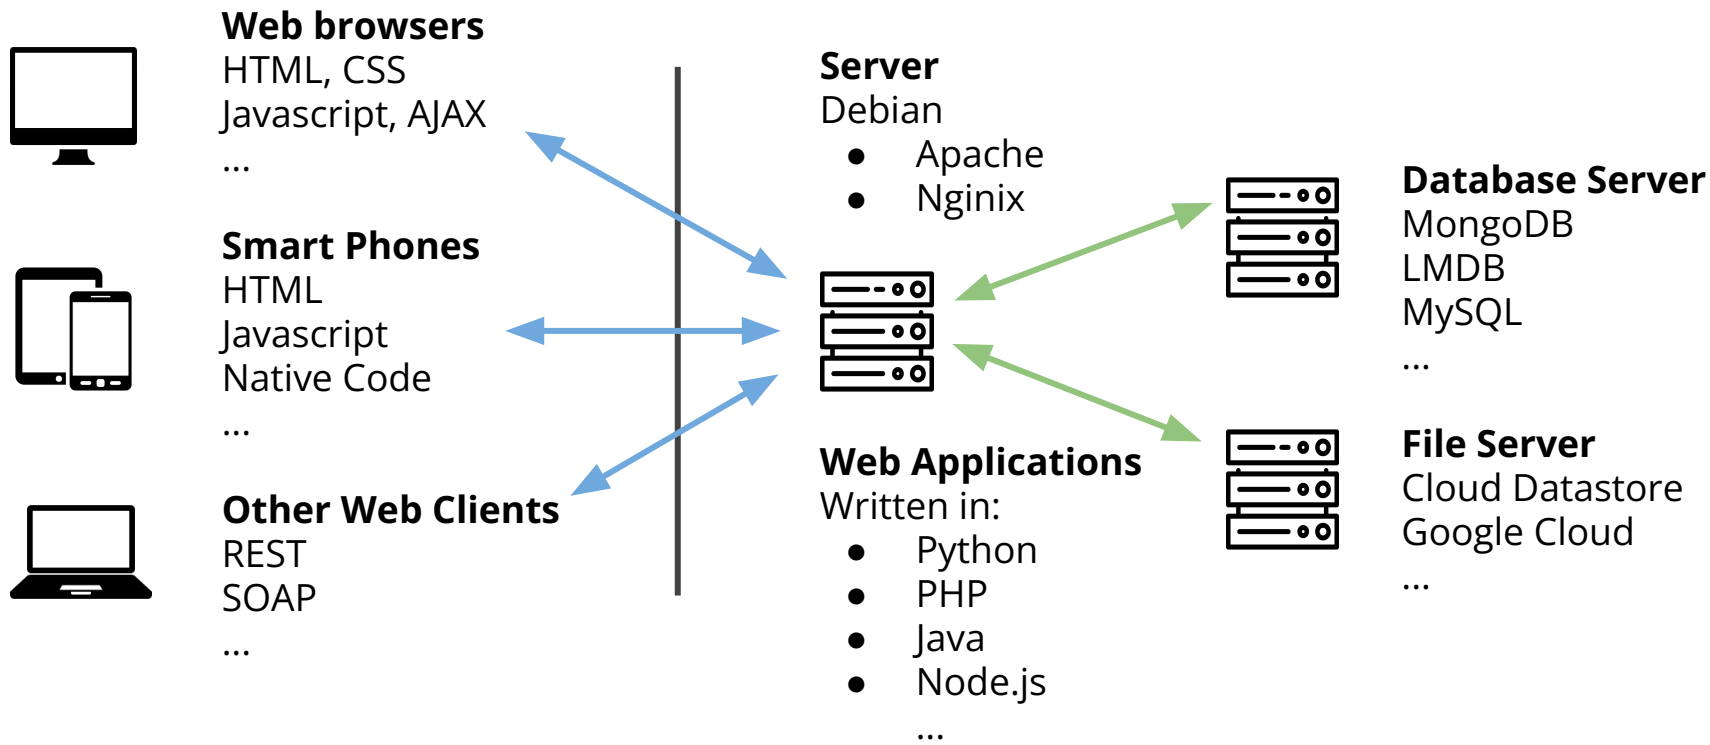 Web browsers
HTML, CSS
Javascript, AJAX
...
Smart Phones
HTML
Javascript
Native Code
...
Other Web Clients
REST
SOAP
...
Server
Debian
● Apache
● Nginix
Web Applications
Written in:
● Python
● PHP
● Java
● Node.js
...
Database Server
MongoDB
LMDB
MySQL
...
File Server
Cloud Datastore
Google Cloud
...